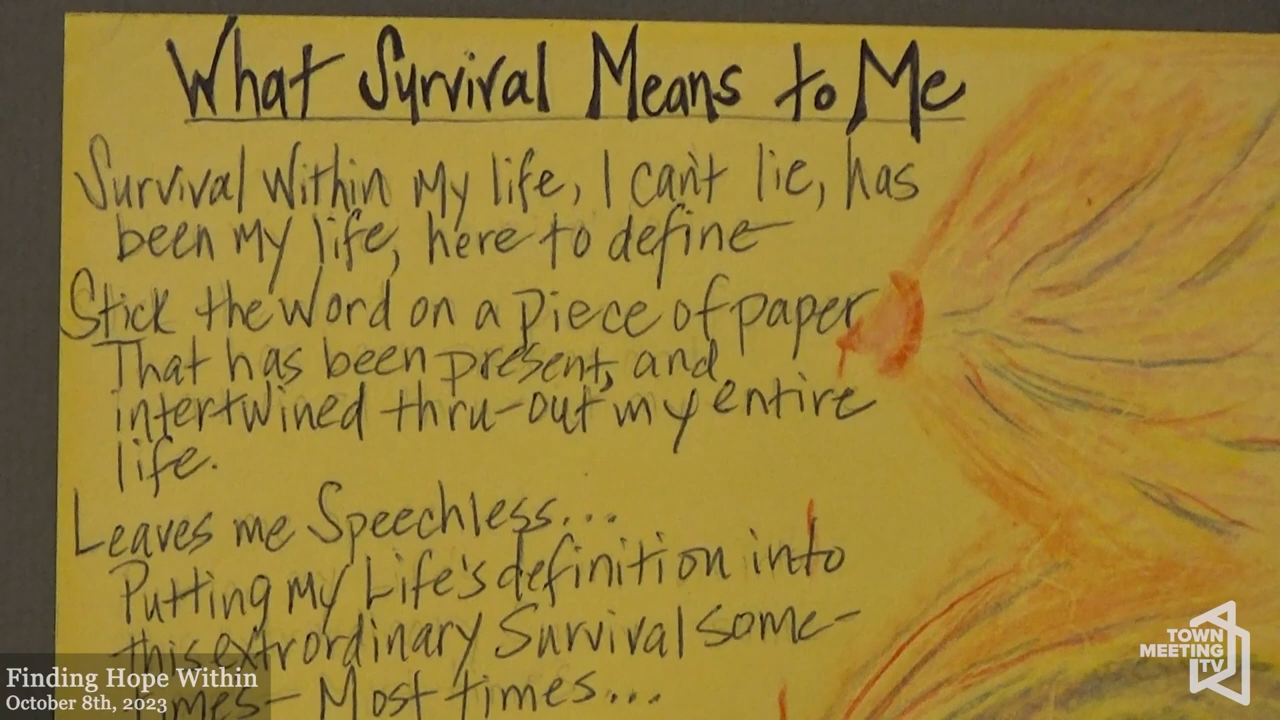 What Survival Means to Me
Survival Within My life, I can't lie, has
been My life, here to define
Stick the Word on a piece of paper
That has been present, and
intertwined thru-out my entire
life.
Leaves me Speechless...
Putting My Life's definition into
this extrordinary Survival some-
times- Most times...
Finding Hope Within
October 8th, 2023
TOWN
MEETING
TV